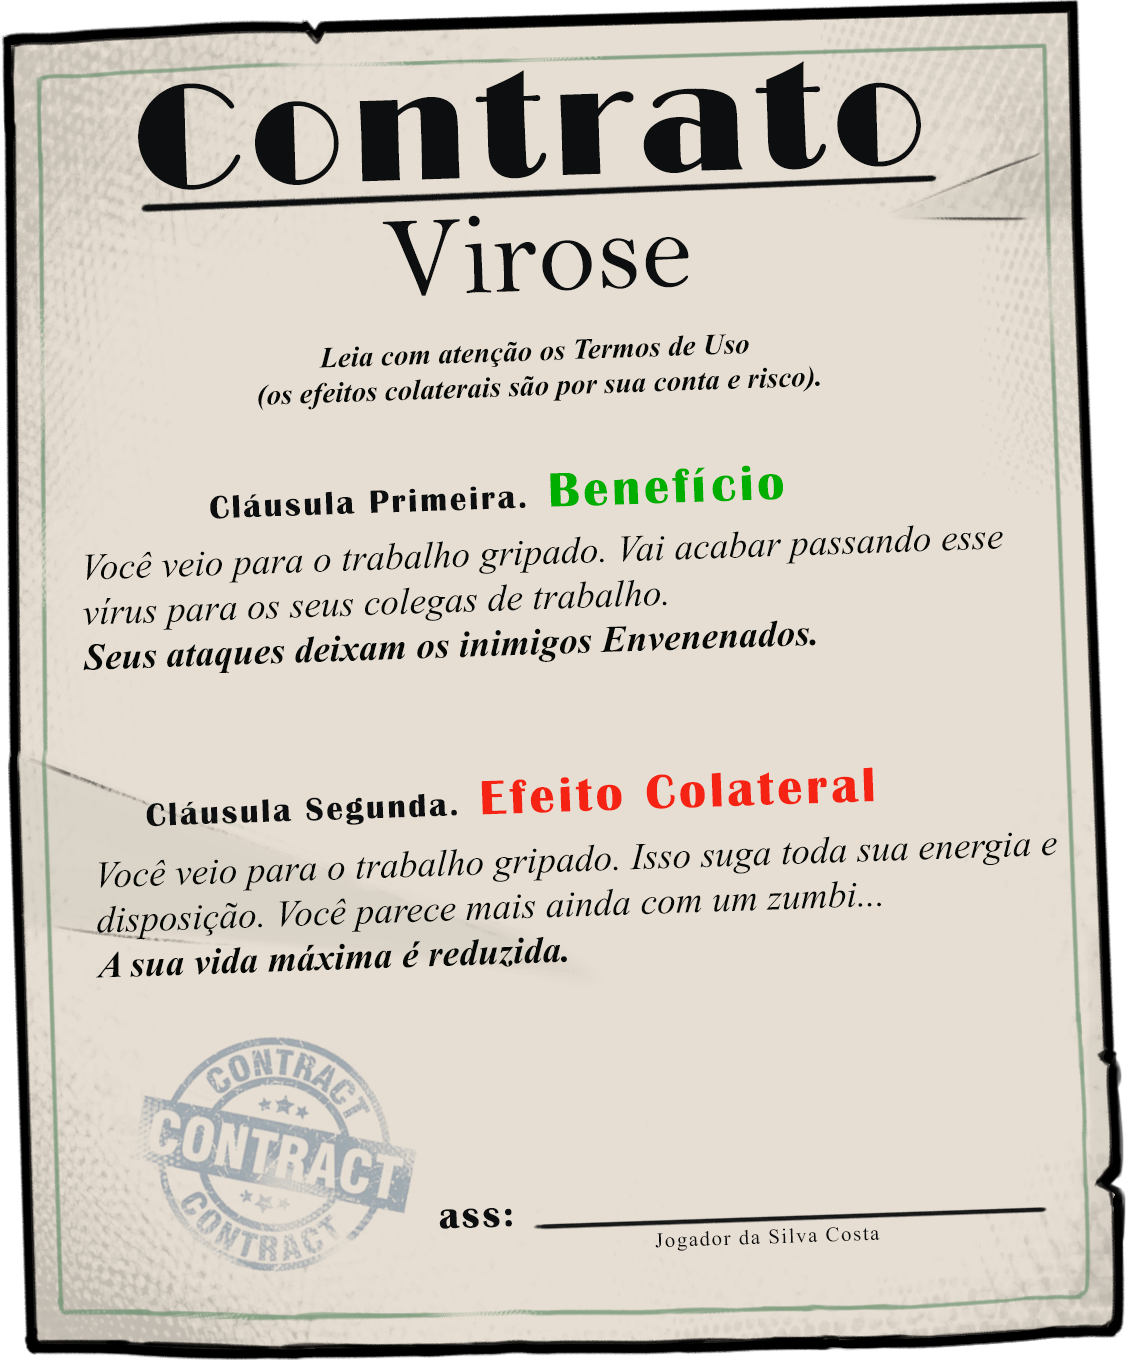 Contrato
Virose
Leia com atenção os Termos de Uso
(os efeitos colaterais são por sua conta e risco).
Cláusula Primeira. Benefício
Você veio para o trabalho gripado. Vai acabar passando esse
vírus para os seus colegas de trabalho.
Seus ataques deixam os inimigos Envenenados.
Cláusula Segunda. Efeito Colateral
Você veio para o trabalho gripado. Isso suga toda sua energia e
disposição. Você parece mais ainda com um zumbi...
A sua vida máxima é reduzida.
CONTRACT
CONTRACT
CONTRACT
ass:
Jogador da Silva Costa